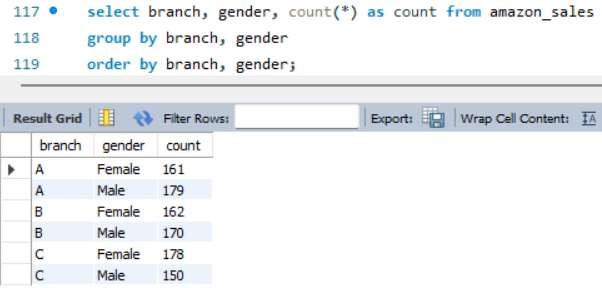 117 select branch, gender, count(*) as count from amazon_sales
118 group by branch, gender
119 order by branch, gender;
Result Grid Filter Rows: Export: Wrap Cell Content:
branch gender count
A Female 161
A Male 179
B Female 162
B Male 170
C Female 178
C Male 150